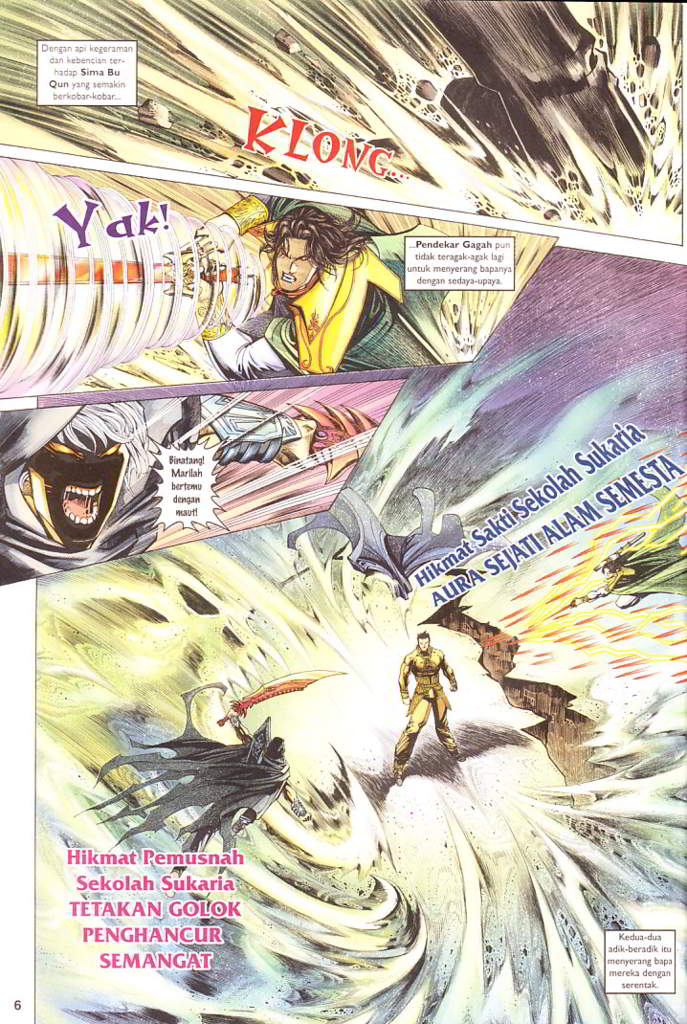 Dengan api kegeraman
dan kebencian ter-
hadap Sima Bu
Qun yang semakin
berkobar-kobar...
KLONG...
Yak!
...Pendekar Gagah pun
tidak teragak-agak lagi
untuk menyerang bapanya
dengan sedaya-upaya.
Binatang!
Marilah
bertemu
dengan
maut!
Hikmat Sakti Sekolah Sukaria
AURA SEJATI ALAM SEMESTA
Hikmat Pemusnah
Sekolah Sukaria
TETAKAN GOLOK
PENGHANCUR
SEMANGAT
Kedua-dua
adik-beradik itu
menyerang bapa
mereka dengan
serentak.
6